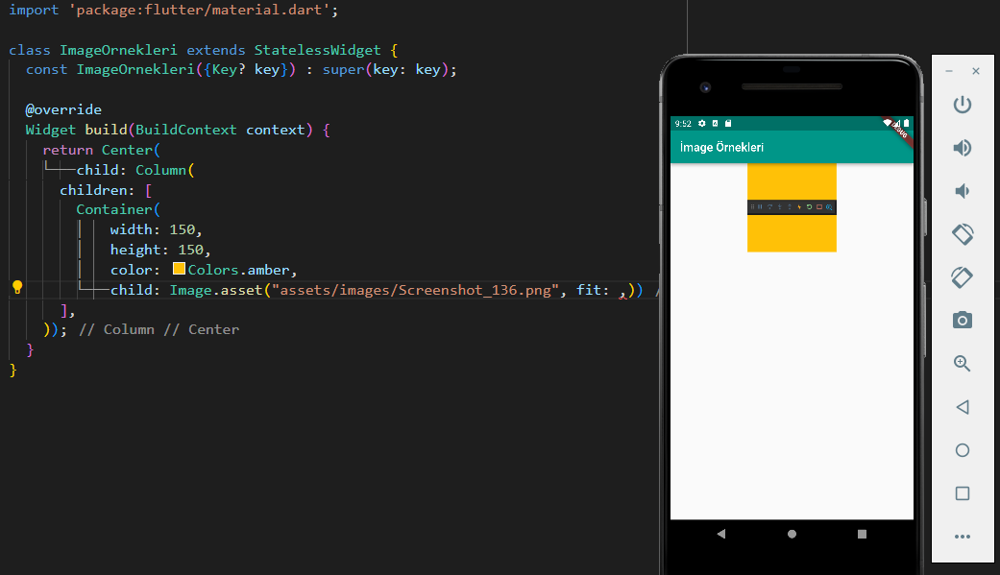 import 'package:flutter/material.dart';
class ImageOrnekleri extends StatelessWidget {
const ImageOrnekleri({Key? key}) : super(key: key);
@override
Widget build(BuildContext context) {
return Center(
child: Column(
children: [
Container(
width: 150,
height: 150,
color: Colors.amber,
child: Image.asset("assets/images/Screenshot_136.png", fit: ,)) /
],
)); // Column // Center
}
}
9:52
DEBUG
İmage Örnekleri